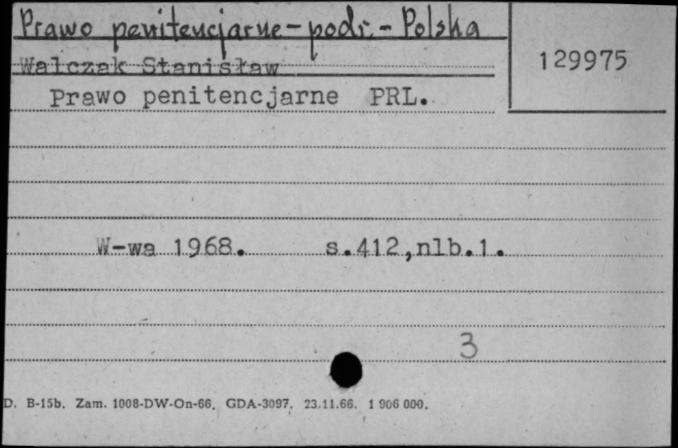 Prawo penitencjarne - podr. - Polska
129975
Walczak Stanisław
Prawo penitencjarne PRL.
W-wa 1968. s.412,nlb.1.
3
D. B-15b. Zam. 1008-DW-On-66. GDA-3097. 23.11.66. 1 906 000.